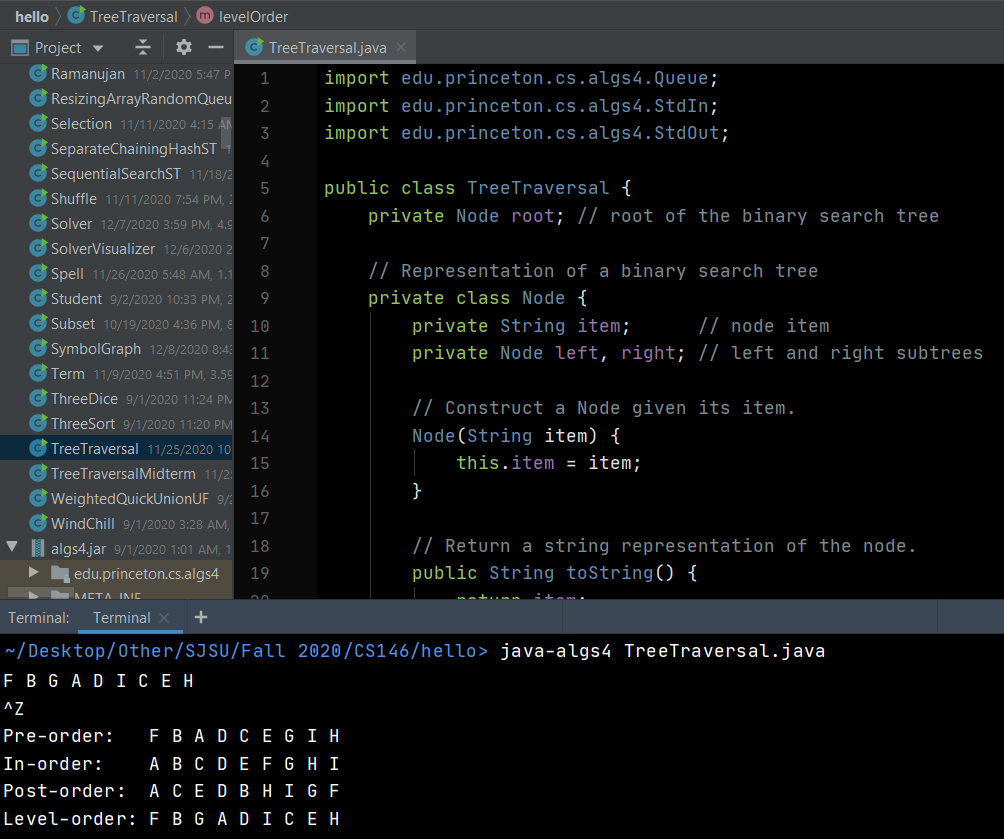 hello TreeTraversal levelOrder
Project
TreeTraversal.java
Ramanujan 11/2/2020 5:47 P
ResizingArrayRandomQueu
Selection 11/11/2020 4:15 AM
SeparateChainingHashST
SequentialSearchST 11/18/2
Shuffle 11/11/2020 7:54 PM, 2
Solver 12/7/2020 3:59 PM, 4.9
SolverVisualizer 12/6/2020 2
Spell 11/26/2020 5:48 AM, 1.1
Student 9/2/2020 10:33 PM, 2
Subset 10/19/2020 4:36 PM, 8
SymbolGraph 12/8/2020 8:43
Term 11/9/2020 4:51 PM, 3.59
ThreeDice 9/1/2020 11:24 PM
ThreeSort 9/1/2020 11:20 PM
TreeTraversal 11/25/2020 10
TreeTraversalMidterm 11/2
WeightedQuickUnionUF 9/2
WindChill 9/1/2020 3:28 AM,
algs4.jar 9/1/2020 1:01 AM, 1
edu.princeton.cs.algs4
META-INF
1 import edu.princeton.cs.algs4.Queue;
2 import edu.princeton.cs.algs4.StdIn;
3 import edu.princeton.cs.algs4.StdOut;
4
5 public class TreeTraversal {
6 private Node root; // root of the binary search tree
7
8 // Representation of a binary search tree
9 private class Node {
10 private String item; // node item
11 private Node left, right; // left and right subtrees
12
13 // Construct a Node given its item.
14 Node(String item) {
15 this.item = item;
16 }
17
18 // Return a string representation of the node.
19 public String toString() {
20 return item;
Terminal: Terminal
~/Desktop/Other/SJSU/Fall 2020/CS146/hello> java-algs4 TreeTraversal.java
F B G A D I C E H
^Z
Pre-order: F B A D C E G I H
In-order: A B C D E F G H I
Post-order: A C E D B H I G F
Level-order: F B G A D I C E H